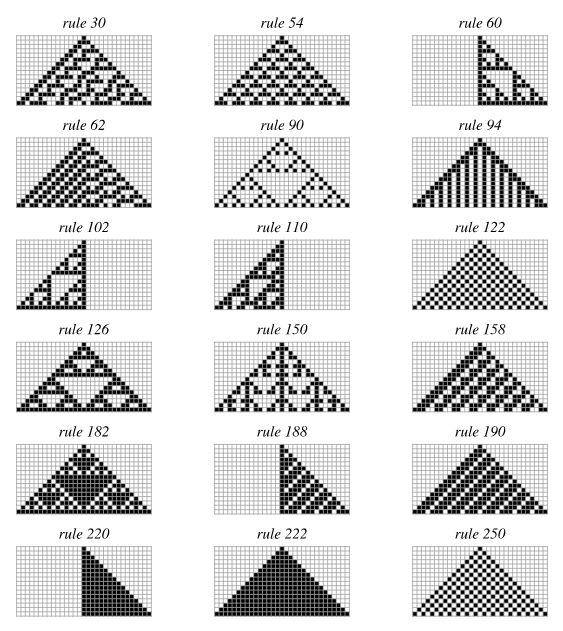 rule 30 rule 54 rule 60
rule 62 rule 90 rule 94
rule 102 rule 110 rule 122
rule 126 rule 150 rule 158
rule 182 rule 188 rule 190
rule 220 rule 222 rule 250